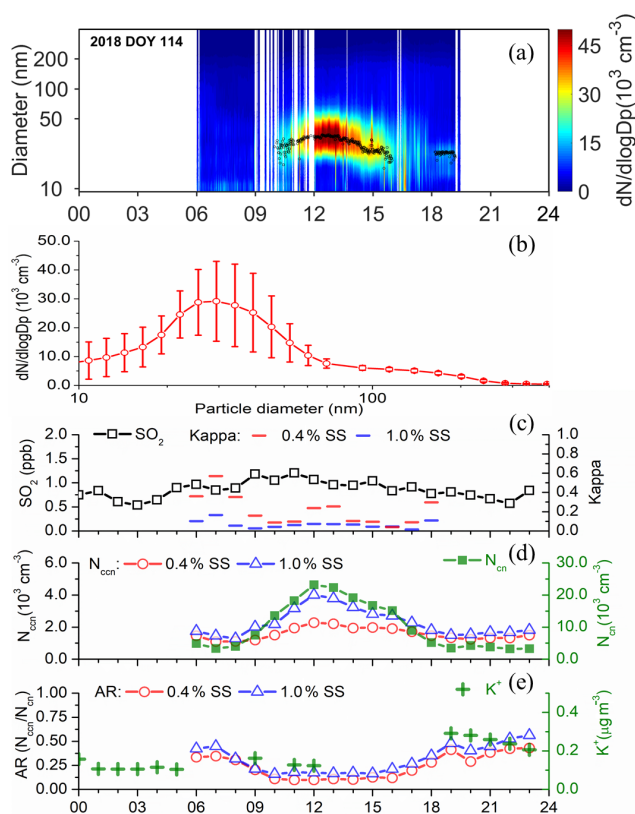 2018 DOY 114
(a)
Diameter (nm)
200
50
10
00 03 06 09 12 15 18 21 24
45
30
15
0
dN/dlogDp (10³ cm⁻³)
(b)
dN/dlogDp (10³ cm⁻³)
50.0
40.0
30.0
20.0
10.0
0.0
10 100
Particle diameter (nm)
(c)
SO₂ Kappa: 0.4% SS 1.0% SS
SO₂ (ppb)
2.0
1.5
1.0
0.5
0.0
1.0
0.8
0.6
0.4
0.2
0.0
Kappa
(d)
Nccn: 0.4% SS 1.0% SS Ncn
Nccn(10³ cm⁻³)
6.0
4.0
2.0
0.0
30.0
20.0
10.0
0.0
Ncn(10³ cm⁻³)
(e)
AR: 0.4% SS 1.0% SS K⁺
AR (Nccn/Ncn)
1.00
0.75
0.50
0.25
0.00
0.4
0.2
0.0
K⁺(μg m⁻³)
00 03 06 09 12 15 18 21 24